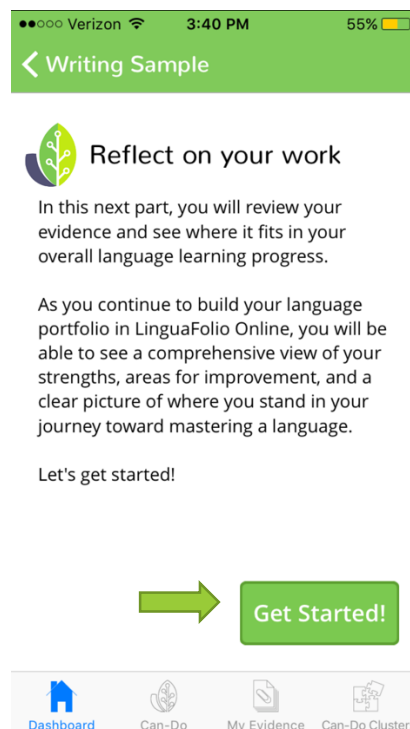 Verizon 3:40 PM 55%
Writing Sample
Reflect on your work
In this next part, you will review your
evidence and see where it fits in your
overall language learning progress.
As you continue to build your language
portfolio in LinguaFolio Online, you will be
able to see a comprehensive view of your
strengths, areas for improvement, and a
clear picture of where you stand in your
journey toward mastering a language.
Let's get started!
Get Started!
Dashboard Can-Do My Evidence Can-Do Cluster